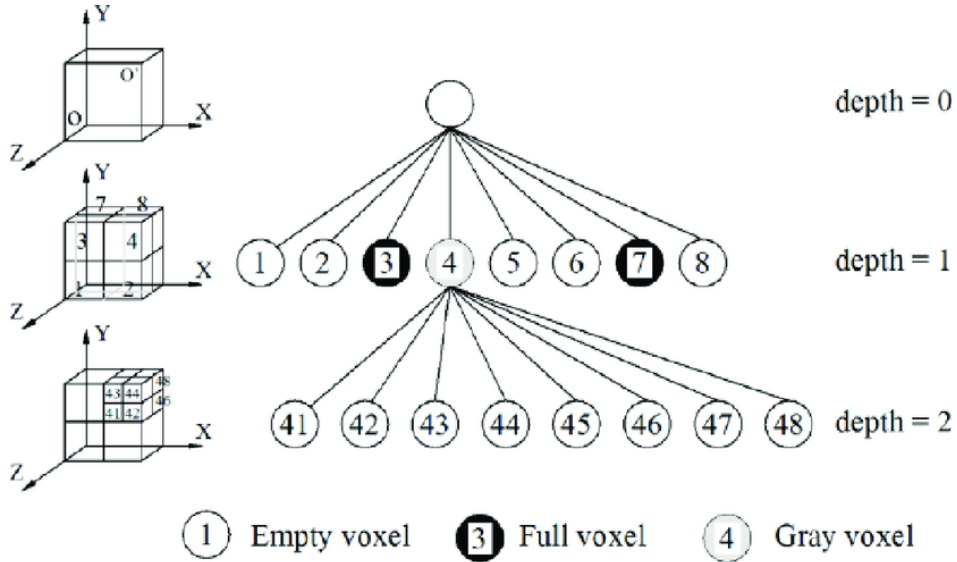 Y
O'
O
X
Z
depth = 0
Y
7 8
3 4
1 2
X
Z
1 2 3 4 5 6 7 8
depth = 1
Y
43 44 48
41 42 46
X
Z
41 42 43 44 45 46 47 48
depth = 2
1 Empty voxel 3 Full voxel 4 Gray voxel